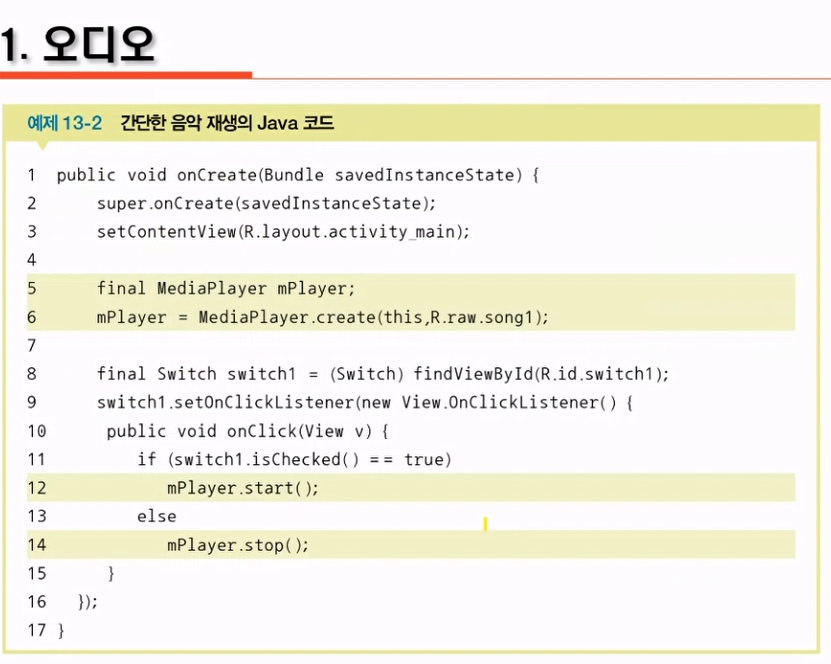 1. 오디오
예제 13-2 간단한 음악 재생의 Java 코드
1 public void onCreate(Bundle savedInstanceState) {
2 super.onCreate(savedInstanceState);
3 setContentView(R.layout.activity_main);
4
5 final MediaPlayer mPlayer;
6 mPlayer = MediaPlayer.create(this,R.raw.song1);
7
8 final Switch switch1 = (Switch) findViewById(R.id.switch1);
9 switch1.setOnClickListener(new View.OnClickListener() {
10 public void onClick(View v) {
11 if (switch1.isChecked() == true)
12 mPlayer.start();
13 else
14 mPlayer.stop();
15 }
16 });
17 }